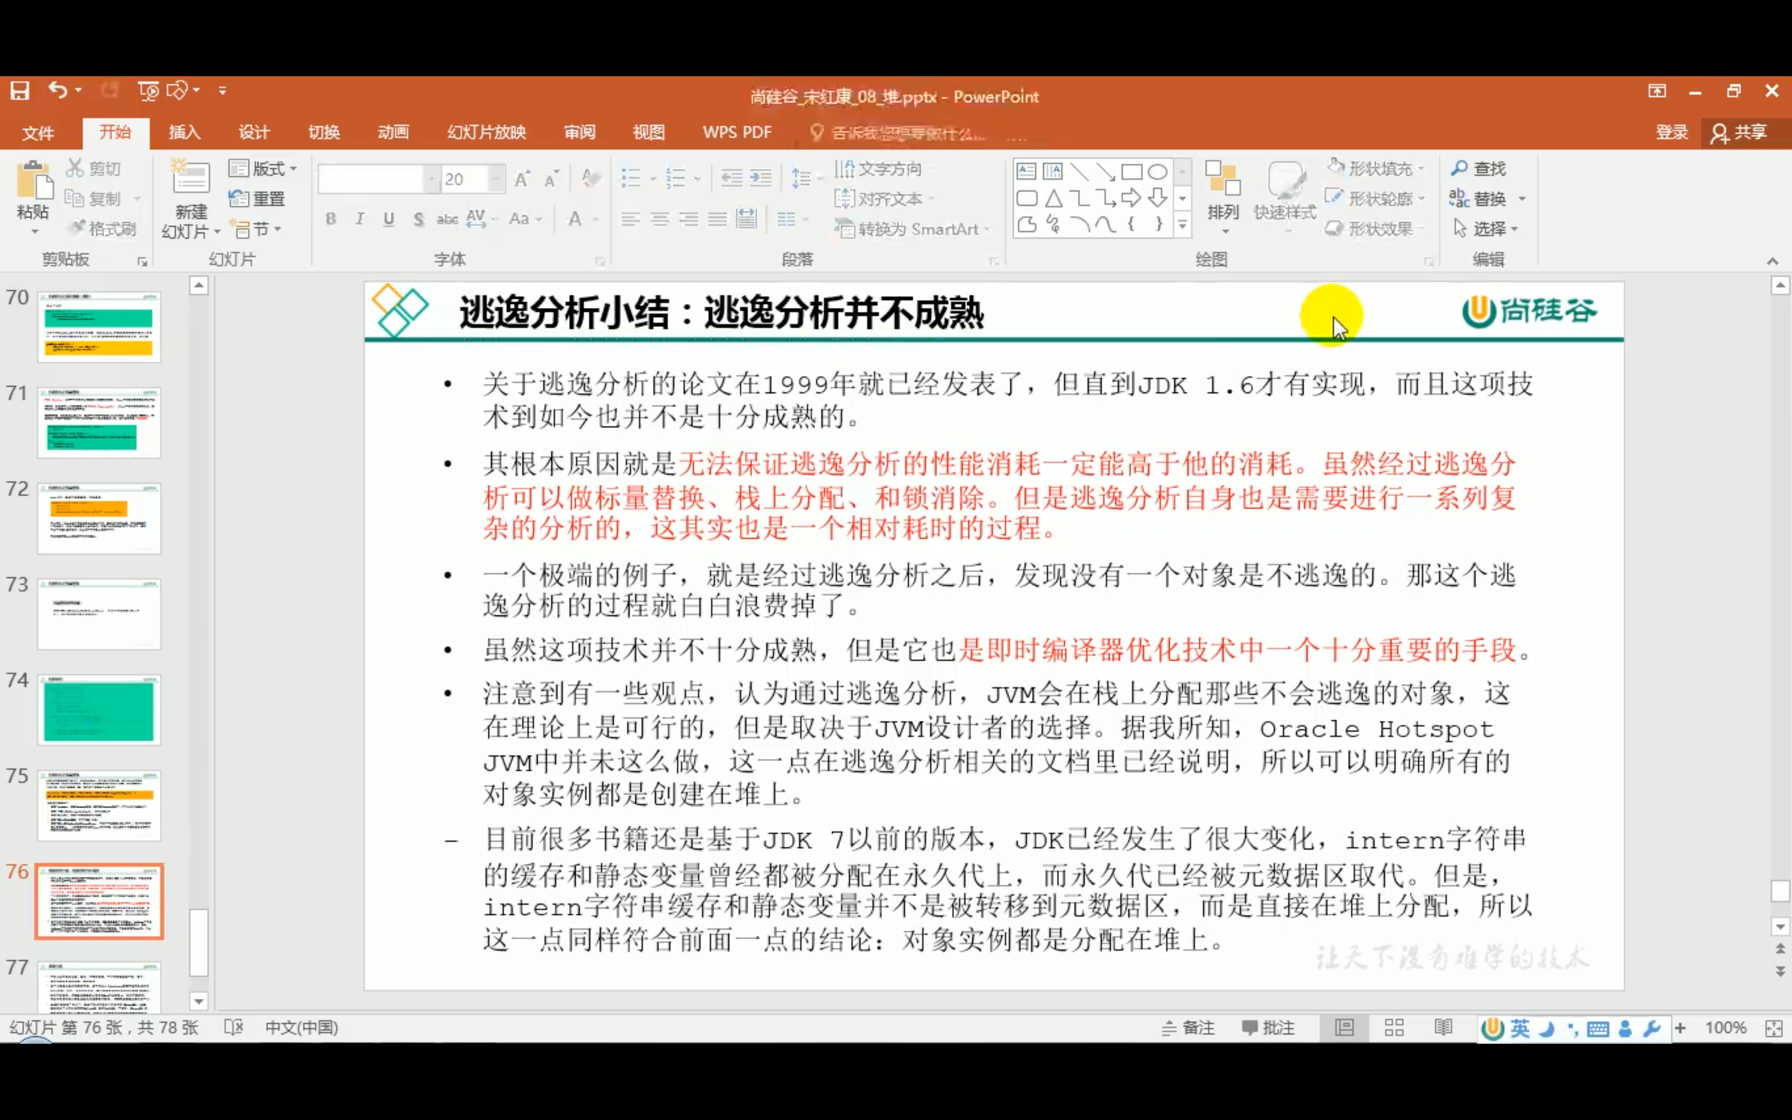 尚硅谷_宋红康_08_堆.pptx - PowerPoint
文件 开始 插入 设计 切换 动画 幻灯片放映 审阅 视图 WPS PDF 告诉我您想要做什么... 登录 共享
粘贴 剪切 复制 格式刷 剪贴板
新建 幻灯片 版式 重置 节 幻灯片
20 B I U S abc AV Aa A 字体
文字方向 对齐文本 转换为 SmartArt 段落
排列 快速样式 形状填充 形状轮廓 形状效果 绘图
查找 替换 选择 编辑
70
71
72
73
74
75
76
77
逃逸分析小结：逃逸分析并不成熟
尚硅谷
• 关于逃逸分析的论文在1999年就已经发表了，但直到JDK 1.6才有实现，而且这项技
术到如今也并不是十分成熟的。
• 其根本原因就是无法保证逃逸分析的性能消耗一定能高于他的消耗。虽然经过逃逸分
析可以做标量替换、栈上分配、和锁消除。但是逃逸分析自身也是需要进行一系列复
杂的分析的，这其实也是一个相对耗时的过程。
• 一个极端的例子，就是经过逃逸分析之后，发现没有一个对象是不逃逸的。那这个逃
逸分析的过程就白白浪费掉了。
• 虽然这项技术并不十分成熟，但是它也是即时编译器优化技术中一个十分重要的手段。
• 注意到有一些观点，认为通过逃逸分析，JVM会在栈上分配那些不会逃逸的对象，这
在理论上是可行的，但是取决于JVM设计者的选择。据我所知，Oracle Hotspot
JVM中并未这么做，这一点在逃逸分析相关的文档里已经说明，所以可以明确所有的
对象实例都是创建在堆上。
– 目前很多书籍还是基于JDK 7以前的版本，JDK已经发生了很大变化，intern字符串
的缓存和静态变量曾经都被分配在永久代上，而永久代已经被元数据区取代。但是，
intern字符串缓存和静态变量并不是被转移到元数据区，而是直接在堆上分配，所以
这一点同样符合前面一点的结论：对象实例都是分配在堆上。
让天下没有难学的技术
幻灯片 第 76 张，共 78 张 中文(中国) 备注 批注 英 100%